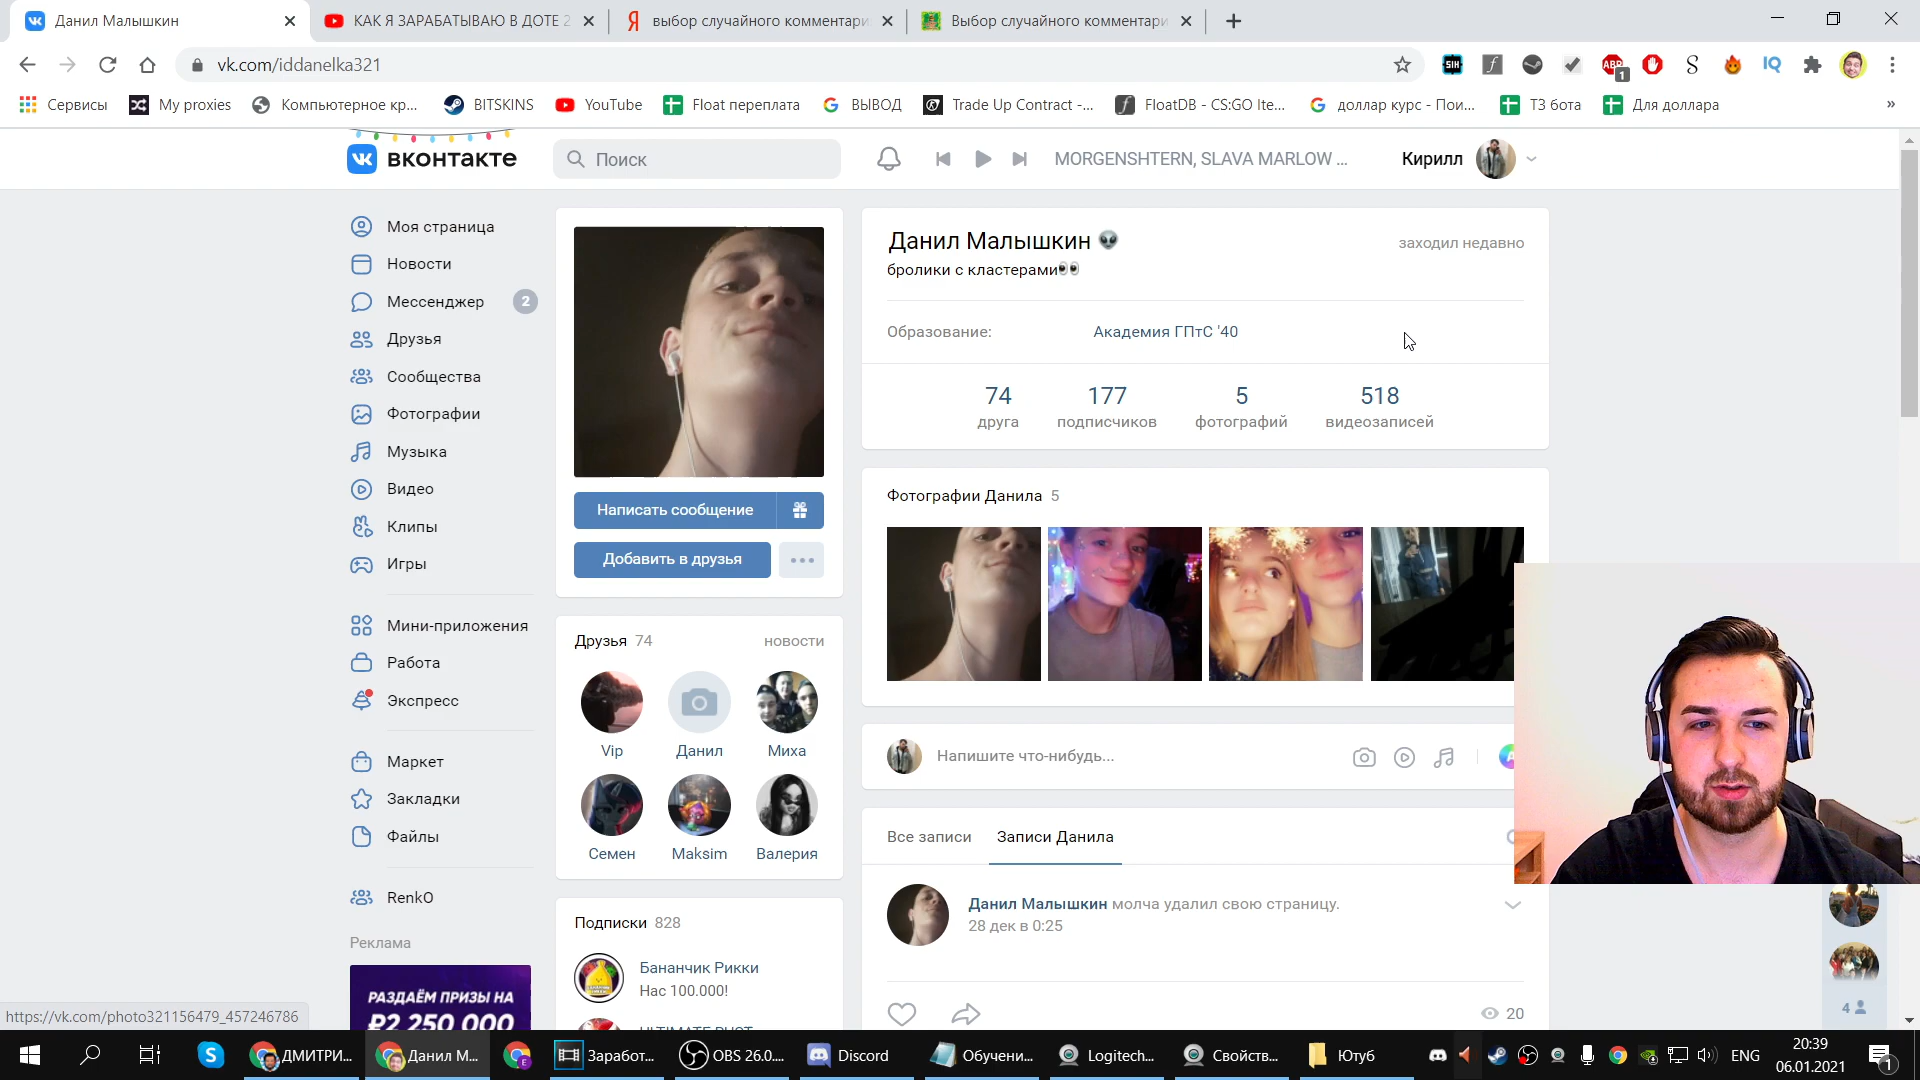 Данил Малышкин
КАК Я ЗАРАБАТЫВАЮ В ДОТЕ 2
выбор случайного комментари
Выбор случайного комментари
vk.com/iddanelka321
Сервисы
My proxies
Компьютерное кр...
BITSKINS
YouTube
Float переплата
ВЫВОД
Trade Up Contract -...
FloatDB - CS:GO Ite...
доллар курс - Пои...
ТЗ бота
Для доллара
»
ВКОНТАКТЕ
Поиск
MORGENSHTERN, SLAVA MARLOW ...
Кирилл
Моя страница
Новости
Мессенджер 2
Друзья
Сообщества
Фотографии
Музыка
Видео
Клипы
Игры
Мини-приложения
Работа
Экспресс
Маркет
Закладки
Файлы
RenkO
Реклама
РАЗДАЁМ ПРИЗЫ НА
₽2 250 000
Написать сообщение
Добавить в друзья
Друзья 74 новости
Vip
Данил
Миха
Семен
Maksim
Валерия
Подписки 828
Бананчик Рикки
Нас 100.000!
Данил Малышкин 👽
заходил недавно
бролики с кластерами👀
Образование: Академия ГПтС '40
74 друга
177 подписчиков
5 фотографий
518 видеозаписей
Фотографии Данила 5
Напишите что-нибудь...
Все записи Записи Данила
Данил Малышкин молча удалил свою страницу.
28 дек в 0:25
20
4
https://vk.com/photo321156479_457246786
ДМИТРИ...
Данил М...
Заработ...
OBS 26.0....
Discord
Обучени...
Logitech...
Свойств...
Ютуб
ENG
20:39
06.01.2021
1